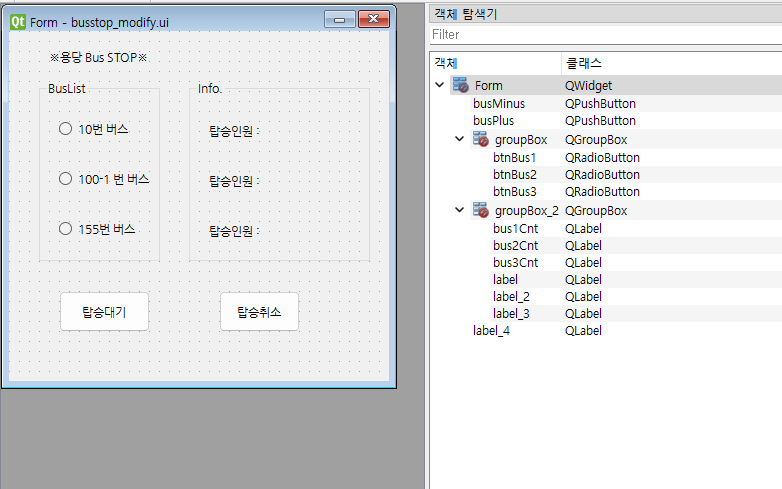 Form - busstop_modify.ui
※용당 Bus STOP※
BusList
Info.
10번 버스
탑승인원 :
100-1 번 버스
탑승인원 :
155번 버스
탑승인원 :
탑승대기
탑승취소
객체 탐색기
Filter
객체 클래스
Form QWidget
busMinus QPushButton
busPlus QPushButton
groupBox QGroupBox
btnBus1 QRadioButton
btnBus2 QRadioButton
btnBus3 QRadioButton
groupBox_2 QGroupBox
bus1Cnt QLabel
bus2Cnt QLabel
bus3Cnt QLabel
label QLabel
label_2 QLabel
label_3 QLabel
label_4 QLabel